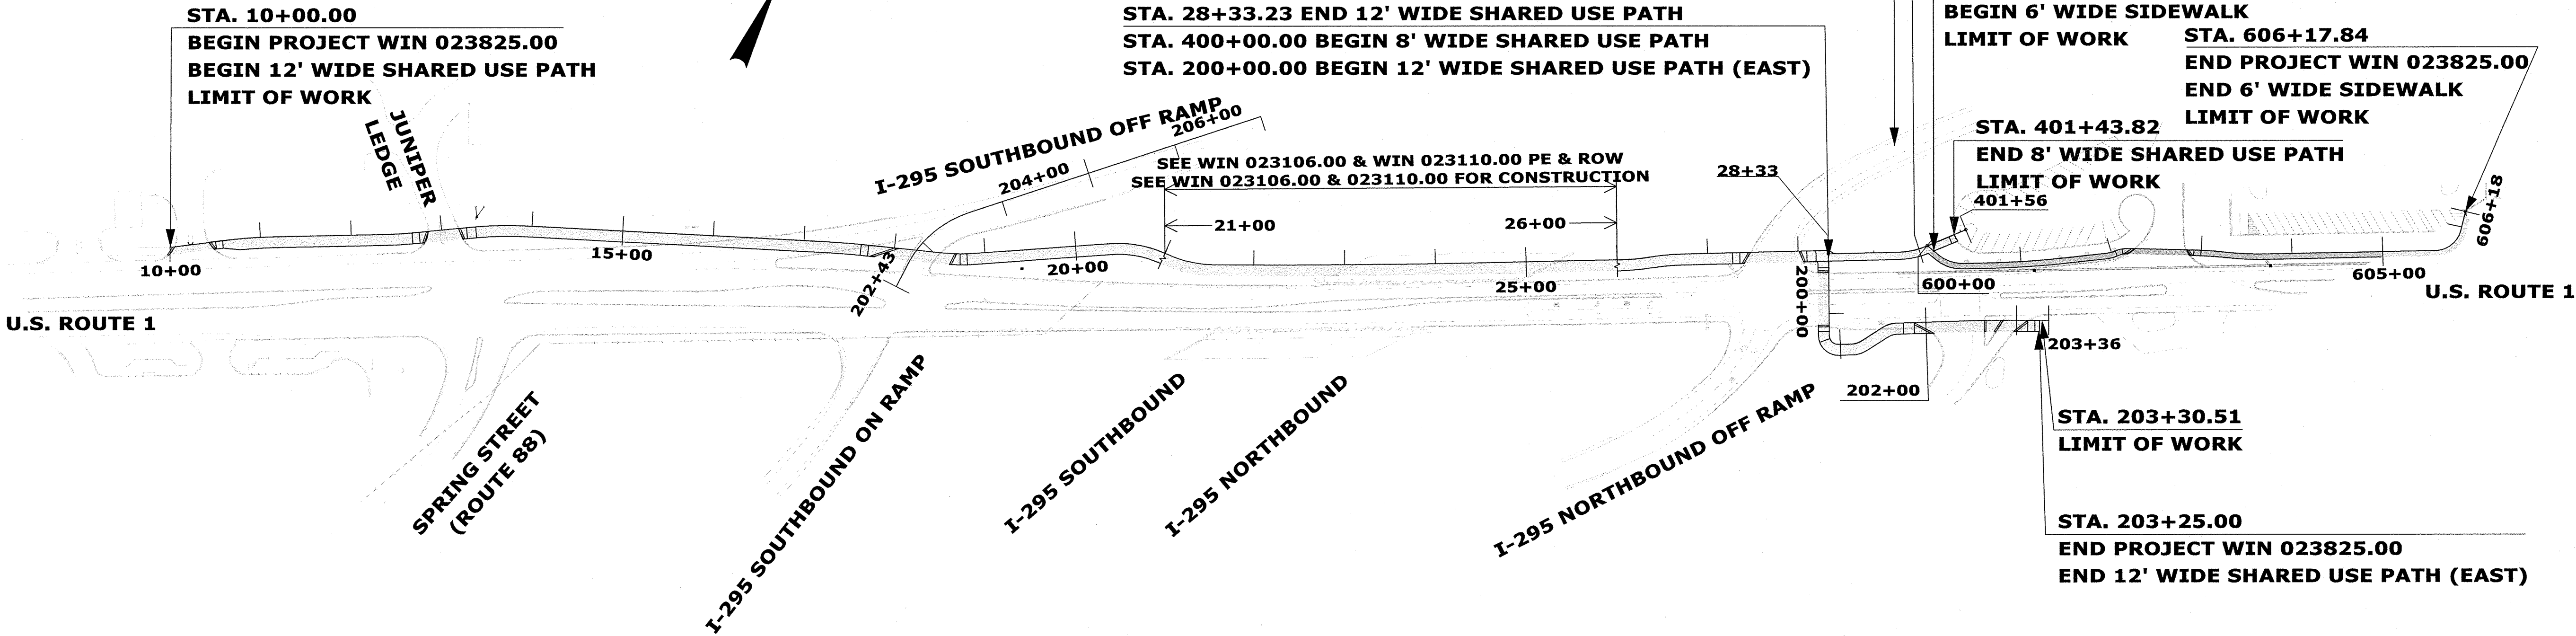 STA. 10+00.00
BEGIN PROJECT WIN 023825.00
BEGIN 12' WIDE SHARED USE PATH
LIMIT OF WORK
STA. 28+33.23 END 12' WIDE SHARED USE PATH
STA. 400+00.00 BEGIN 8' WIDE SHARED USE PATH
STA. 200+00.00 BEGIN 12' WIDE SHARED USE PATH (EAST)
BEGIN 6' WIDE SIDEWALK
LIMIT OF WORK
STA. 606+17.84
END PROJECT WIN 023825.00
END 6' WIDE SIDEWALK
LIMIT OF WORK
STA. 401+43.82
END 8' WIDE SHARED USE PATH
LIMIT OF WORK
401+56
JUNIPER
LEDGE
I-295 SOUTHBOUND OFF RAMP
206+00
204+00
202+43
SEE WIN 023106.00 & WIN 023110.00 PE & ROW
SEE WIN 023106.00 & 023110.00 FOR CONSTRUCTION
21+00
26+00
28+33
10+00
15+00
20+00
25+00
200+00
600+00
605+00
606+18
U.S. ROUTE 1
U.S. ROUTE 1
203+36
202+00
SPRING STREET
(ROUTE 88)
I-295 SOUTHBOUND ON RAMP
I-295 SOUTHBOUND
I-295 NORTHBOUND
I-295 NORTHBOUND OFF RAMP
STA. 203+30.51
LIMIT OF WORK
STA. 203+25.00
END PROJECT WIN 023825.00
END 12' WIDE SHARED USE PATH (EAST)